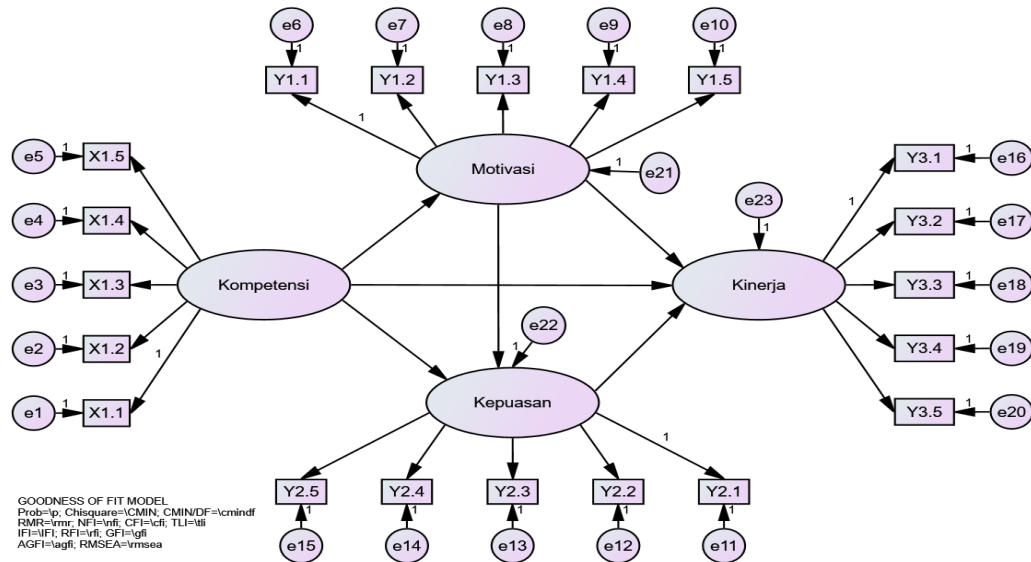 e6 e7 e8 e9 e10
1 1 1 1 1
Y1.1 Y1.2 Y1.3 Y1.4 Y1.5
1
e5 1 X1.5
Motivasi
1 e21
Y3.1 1 e16
1
e4 1 X1.4
e23
1
Y3.2 1 e17
e3 1 X1.3
Kompetensi
Kinerja
Y3.3 1 e18
e2 1 X1.2
1
e22
1
Y3.4 1 e19
e1 1 X1.1
Kepuasan
Y3.5 1 e20
1
Y2.5 Y2.4 Y2.3 Y2.2 Y2.1
1 1 1 1 1
e15 e14 e13 e12 e11
GOODNESS OF FIT MODEL
Prob=\p; Chisquare=\CMIN; CMIN/DF=\cmindf
RMR=\rmr; NFI=\nfi; CFI=\cfi; TLI=\tli
IFI=\IFI; RFI=\rfi; GFI=\gfi
AGFI=\agfi; RMSEA=\rmsea